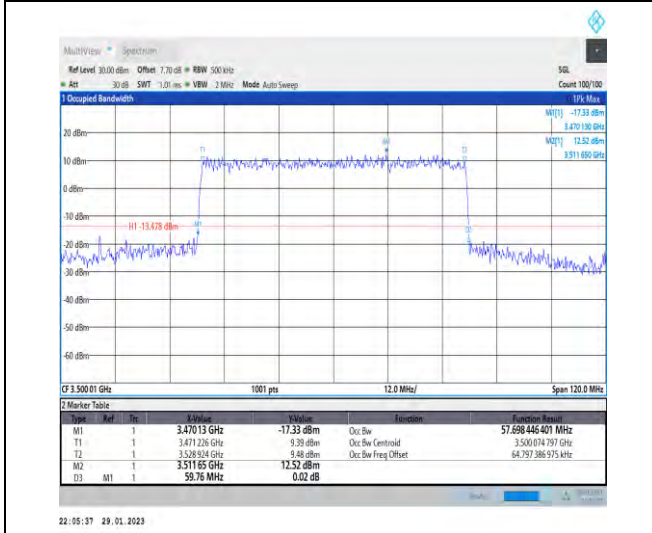 MultiView Spectrum
Ref Level 30.00 dBm Offset 7.70 dB RBW 500 kHz SGL
Att 30 dB SWT 1.01 ms VBW 2 MHz Mode Auto Sweep Count 100/100
1 Occupied Bandwidth 1Pk Max
M1[1] -17.33 dBm
3.470 130 GHz
M2[1] 12.52 dBm
3.511 650 GHz
20 dBm
T1 M2 T2
10 dBm
0 dBm
-10 dBm
H1 -13.478 dBm M1
D3
-20 dBm
-30 dBm
-40 dBm
-50 dBm
-60 dBm
CF 3.500 01 GHz 1001 pts 12.0 MHz/ Span 120.0 MHz
2 Marker Table
Type Ref Trc X-Value Y-Value Function Function Result
M1 1 3.470 13 GHz -17.33 dBm Occ Bw 57.698 446 401 MHz
T1 1 3.471 226 GHz 9.39 dBm Occ Bw Centroid 3.500 074 797 GHz
T2 1 3.528 924 GHz 9.48 dBm Occ Bw Freq Offset 64.797 386 975 kHz
M2 1 3.511 65 GHz 12.52 dBm
D3 M1 1 59.76 MHz 0.02 dB
22:05:37 29.01.2023